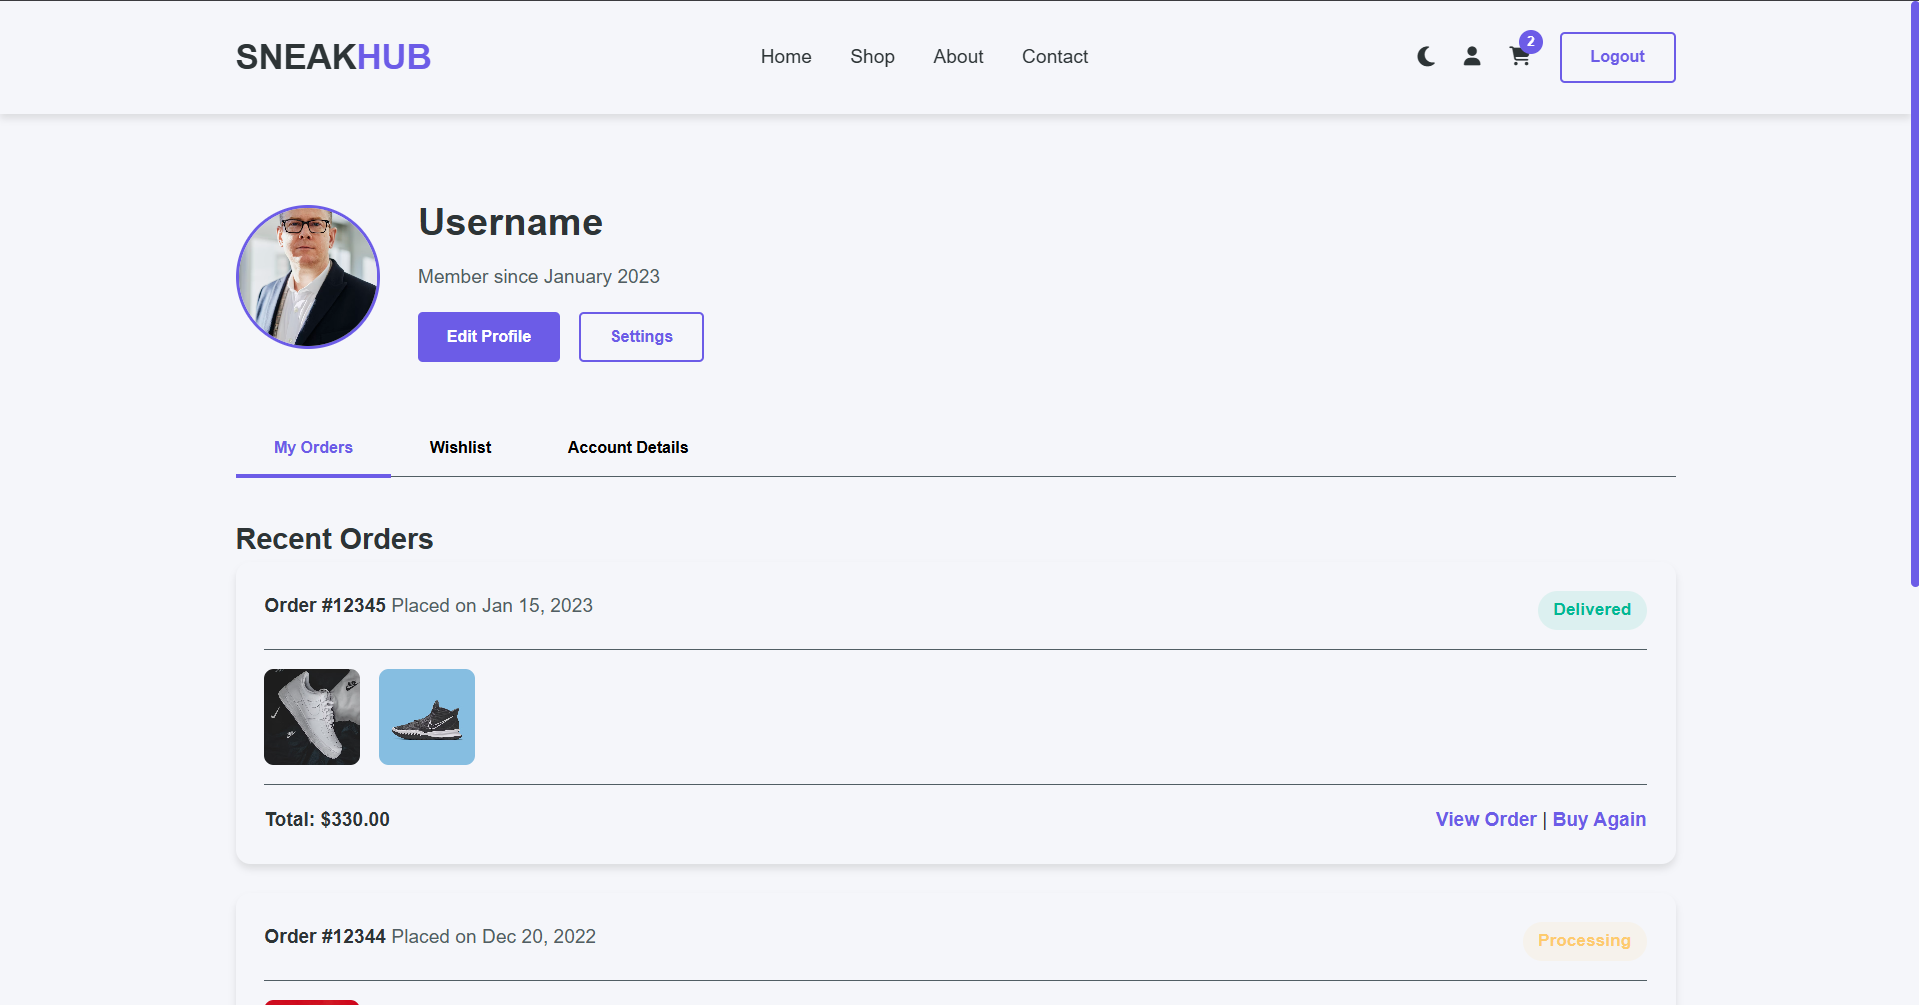 SNEAKHUB
Home Shop About Contact
2
Logout
Username
Member since January 2023
Edit Profile Settings
My Orders Wishlist Account Details
Recent Orders
Order #12345 Placed on Jan 15, 2023
Delivered
Total: $330.00
View Order | Buy Again
Order #12344 Placed on Dec 20, 2022
Processing